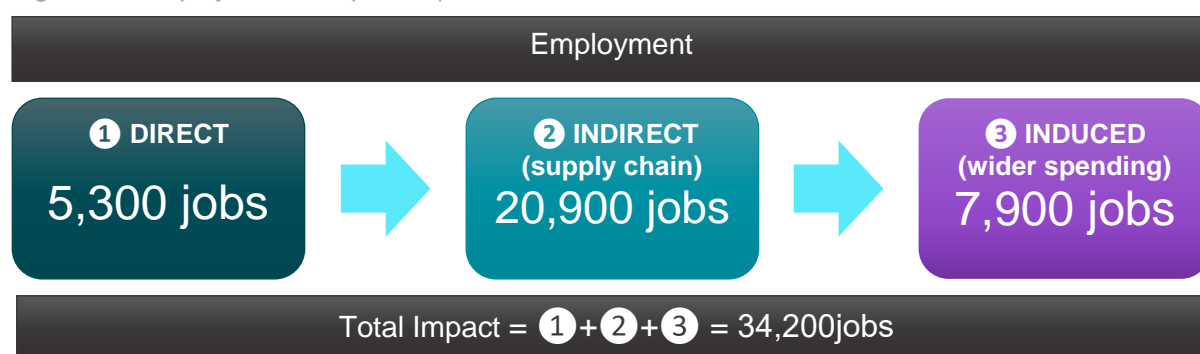 Employment
❶ DIRECT
5,300 jobs
❷ INDIRECT
(supply chain)
20,900 jobs
❸ INDUCED
(wider spending)
7,900 jobs
Total Impact = ❶+❷+❸ = 34,200jobs